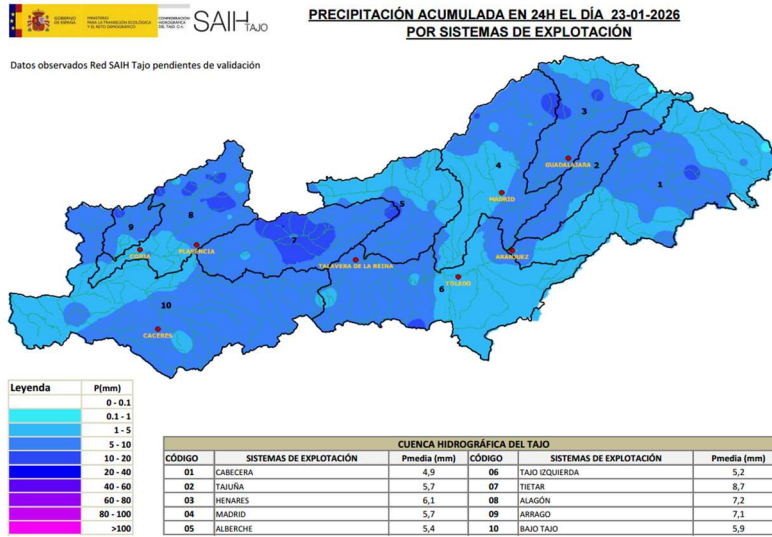 GOBIERNO DE ESPAÑA
MINISTERIO PARA LA TRANSICIÓN ECOLÓGICA Y EL RETO DEMOGRÁFICO
CONFEDERACIÓN HIDROGRÁFICA DEL TAJO, O.A.
SAIH TAJO
PRECIPITACIÓN ACUMULADA EN 24H EL DÍA 23-01-2026
POR SISTEMAS DE EXPLOTACIÓN
Datos observados Red SAIH Tajo pendientes de validación
3
4
GUADALAJARA
2
1
MADRID
5
8
9
7
CORIA
PLASENCIA
ARANJUEZ
TALAVERA DE LA REINA
TOLEDO
6
10
CACERES
Leyenda P(mm)
0 - 0.1
0.1 - 1
1 - 5
5 - 10
10 - 20
20 - 40
40 - 60
60 - 80
80 - 100
>100
CUENCA HIDROGRÁFICA DEL TAJO
CÓDIGO SISTEMAS DE EXPLOTACIÓN Pmedia (mm) CÓDIGO SISTEMAS DE EXPLOTACIÓN Pmedia (mm)
01 CABECERA 4,9 06 TAJO IZQUIERDA 5,2
02 TAJUÑA 5,7 07 TIETAR 8,7
03 HENARES 6,1 08 ALAGÓN 7,2
04 MADRID 5,7 09 ARRAGO 7,1
05 ALBERCHE 5,4 10 BAJO TAJO 5,9